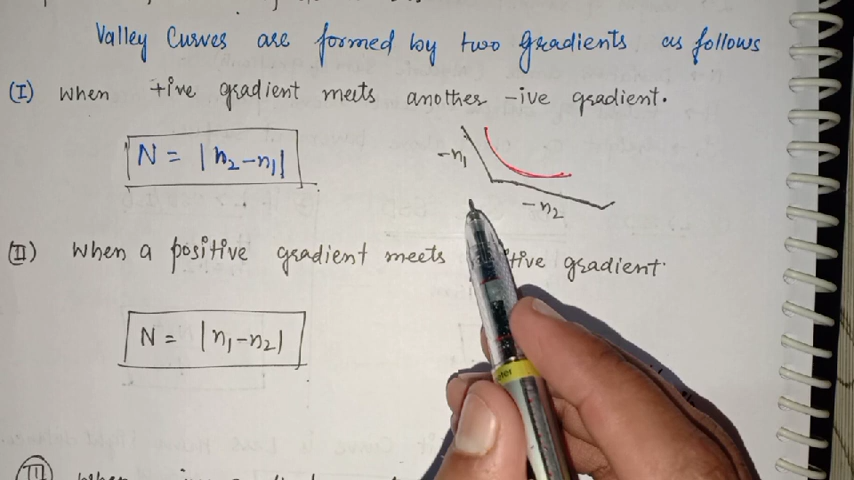 Valley Curves are formed by two gradients as follows
(I) When +ive gradient meets another -ive gradient.
N = |n2-n1|
-n1
-n2
(II) When a positive gradient meets gradient.
N = |n1-n2|